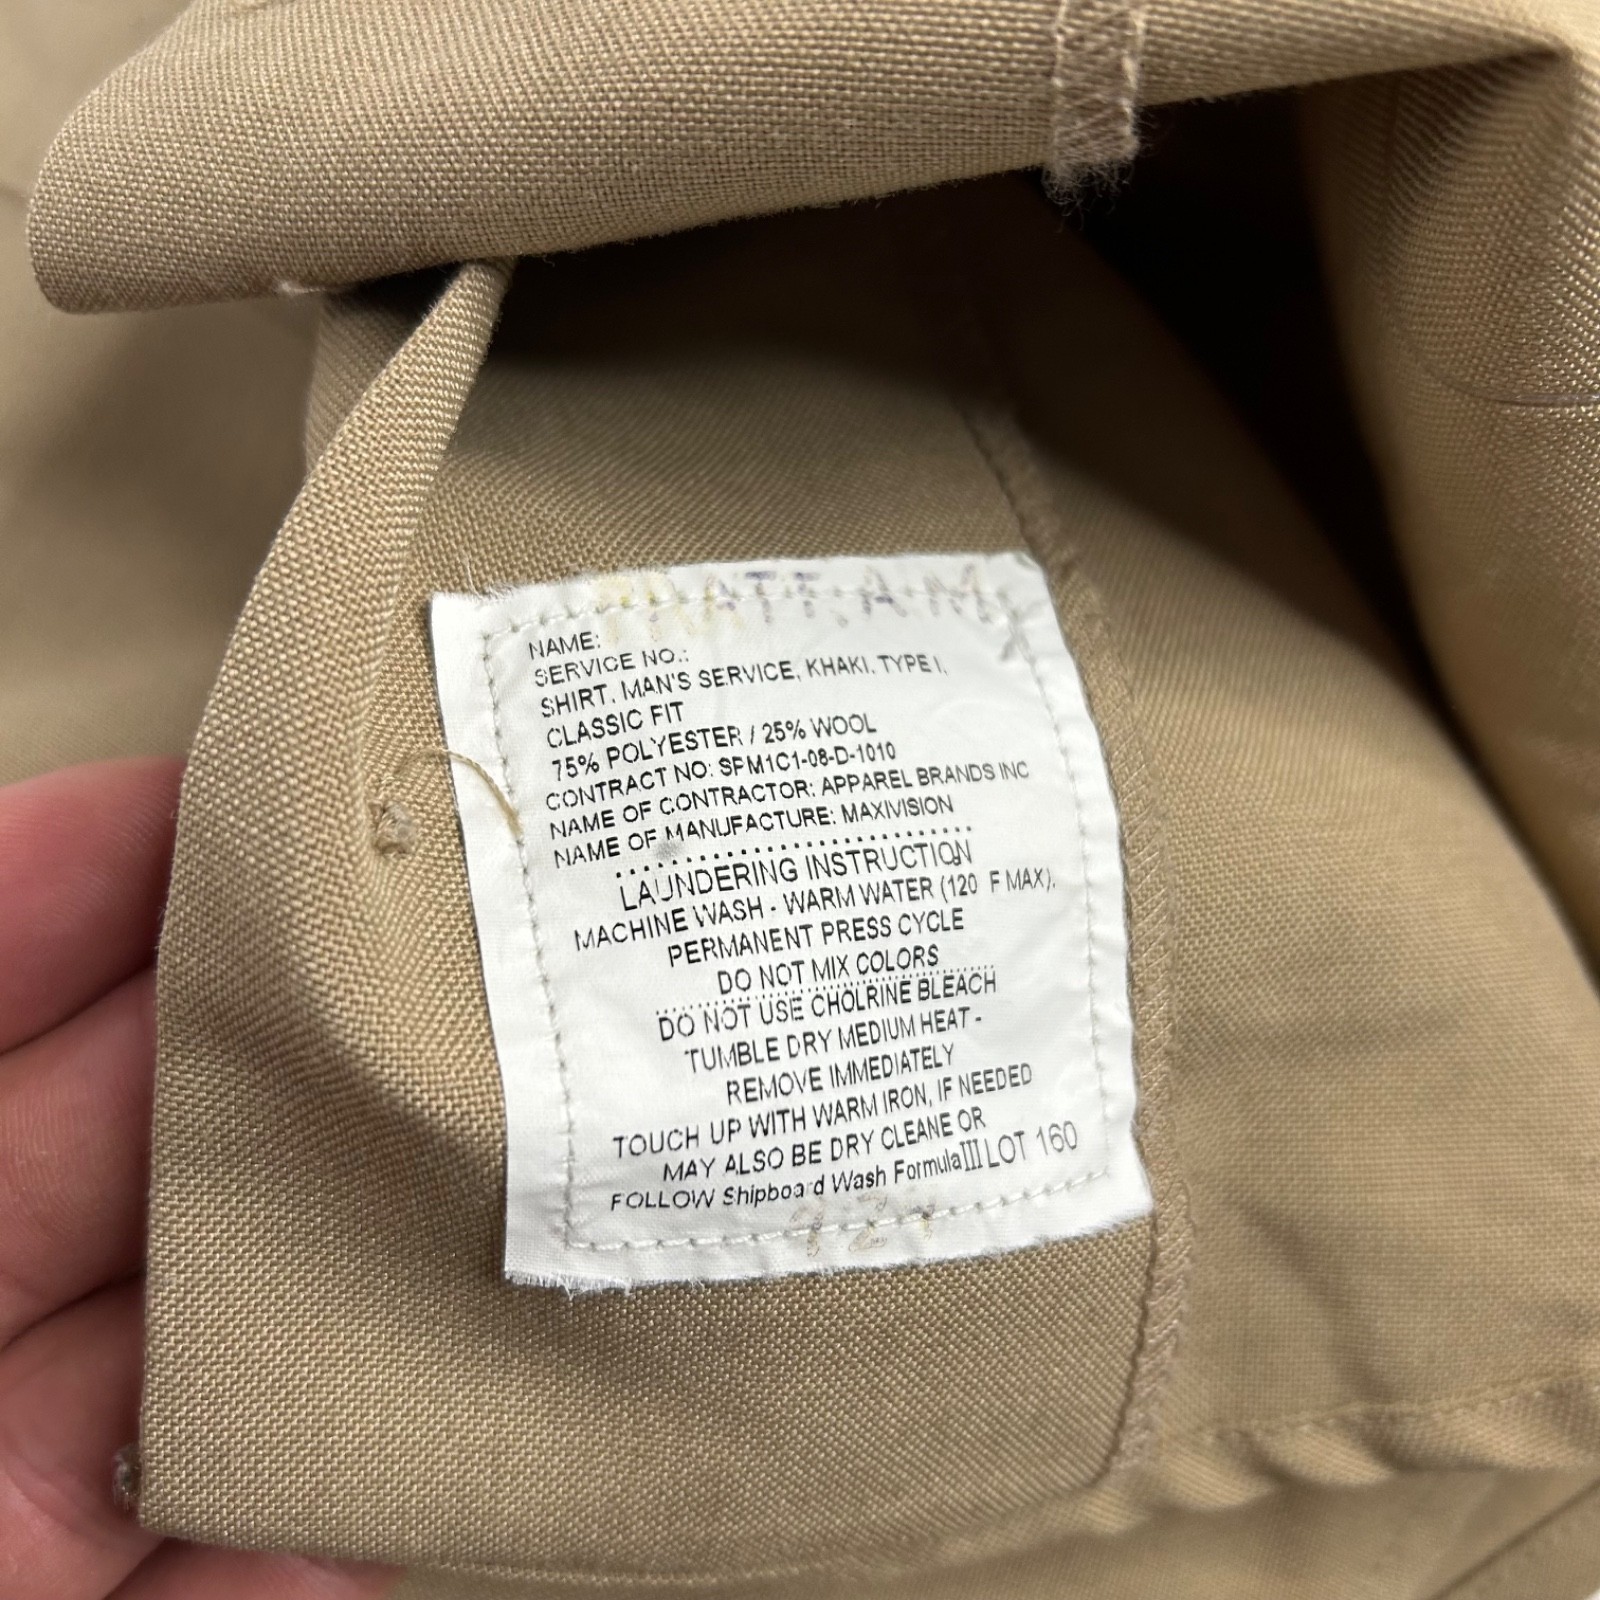 NAME:
SERVICE NO.:
SHIRT, MAN'S SERVICE, KHAKI. TYPE I,
CLASSIC FIT
75% POLYESTER / 25% WOOL
CONTRACT NO: SPM1C1-08-D-1010
NAME OF CONTRACTOR: APPAREL BRANDS INC
NAME OF MANUFACTURE: MAXIVISION
LAUNDERING INSTRUCTION
MACHINE WASH - WARM WATER (120 F MAX).
PERMANENT PRESS CYCLE
DO NOT MIX COLORS
DO NOT USE CHOLRINE BLEACH
TUMBLE DRY MEDIUM HEAT -
REMOVE IMMEDIATELY
TOUCH UP WITH WARM IRON, IF NEEDED
MAY ALSO BE DRY CLEANE OR
FOLLOW Shipboard Wash FormulaIII LOT 160